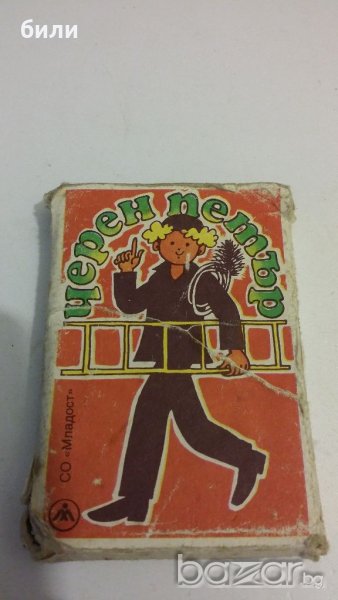 били
черен петър
СО «Младост»
bazar.bg